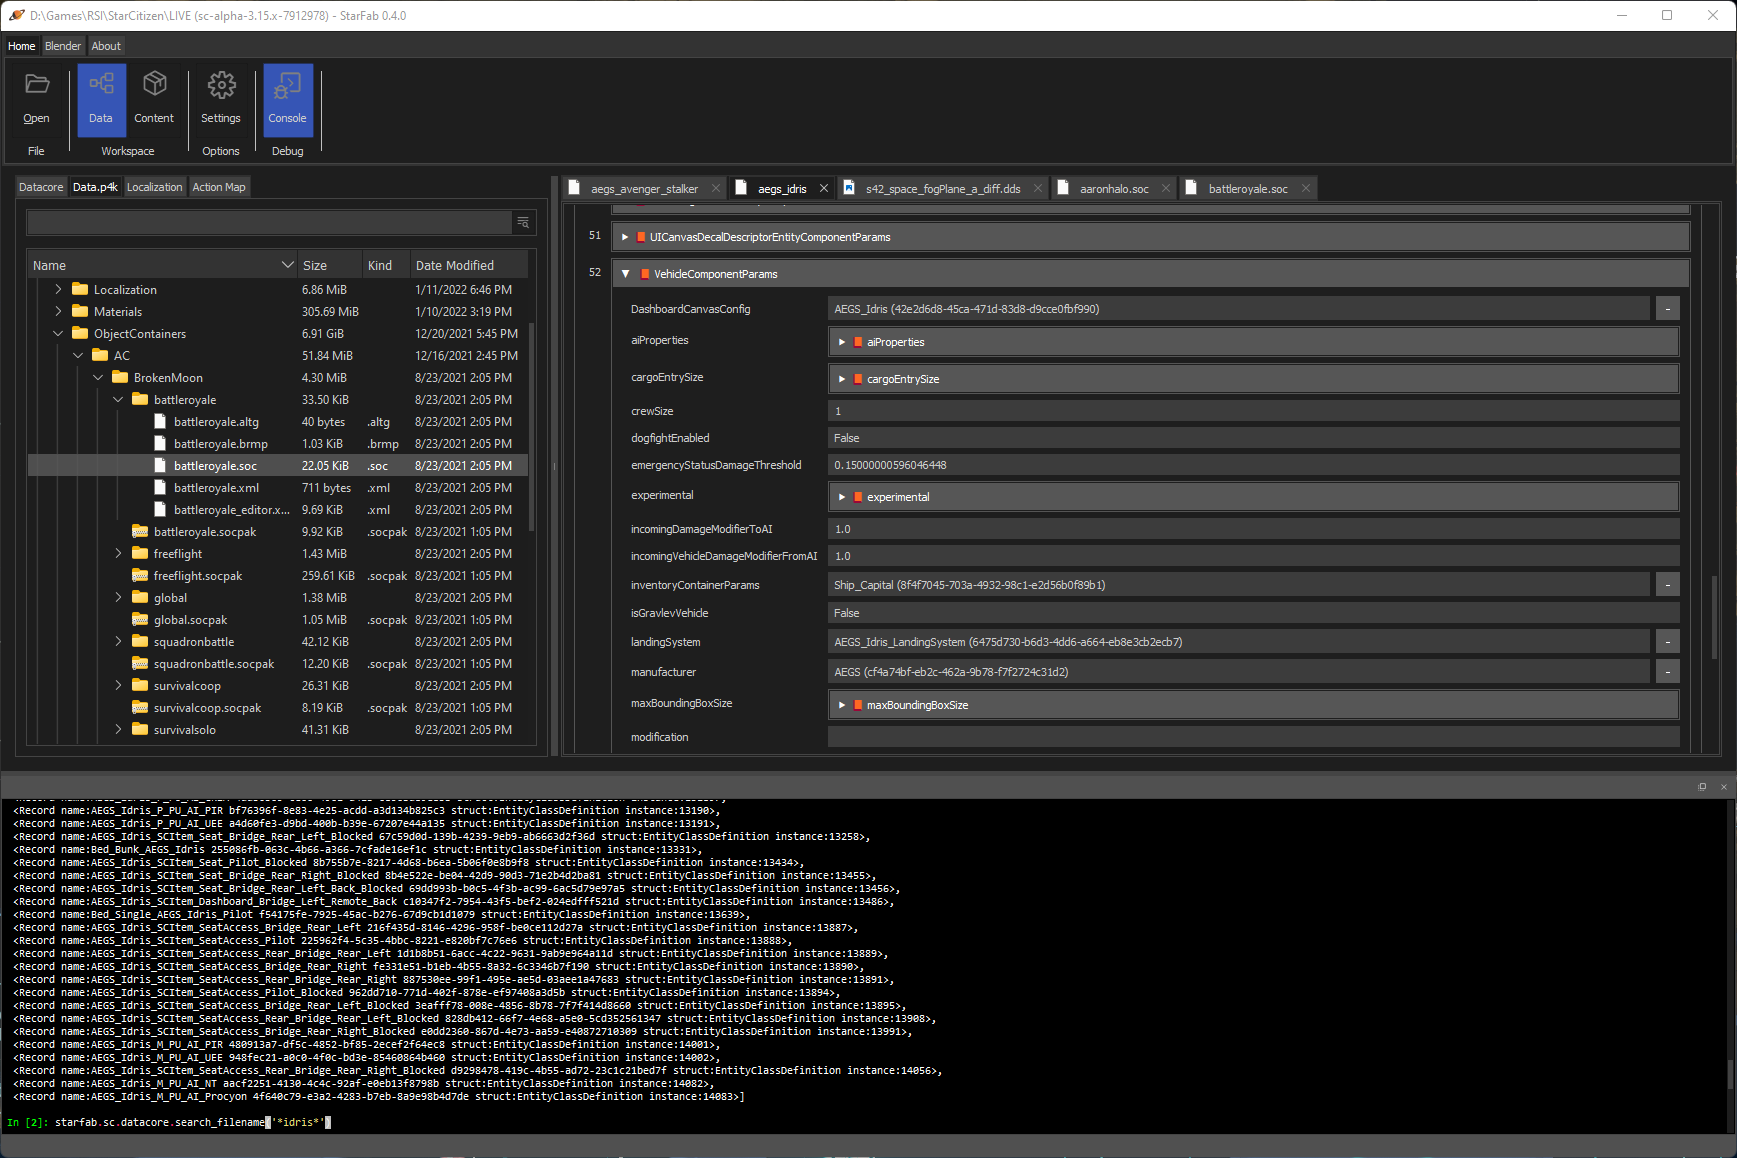 D:\Games\RSI\StarCitizen\LIVE (sc-alpha-3.15.x-7912978) - StarFab 0.4.0
Home Blender About
Open Data Content Settings Console
File Workspace Options Debug
Datacore Data.p4k Localization Action Map
Name Size Kind Date Modified
Localization 6.86 MiB 1/11/2022 6:46 PM
Materials 305.69 MiB 1/10/2022 3:19 PM
ObjectContainers 6.91 GiB 12/20/2021 5:45 PM
AC 51.84 MiB 12/16/2021 2:45 PM
BrokenMoon 4.30 MiB 8/23/2021 2:05 PM
battleroyale 33.50 KiB 8/23/2021 2:05 PM
battleroyale.altg 40 bytes .altg 8/23/2021 2:05 PM
battleroyale.brmp 1.03 KiB .brmp 8/23/2021 2:05 PM
battleroyale.soc 22.05 KiB .soc 8/23/2021 2:05 PM
battleroyale.xml 711 bytes .xml 8/23/2021 2:05 PM
battleroyale_editor.x... 9.69 KiB .xml 8/23/2021 2:05 PM
battleroyale.socpak 9.92 KiB .socpak 8/23/2021 1:05 PM
freeflight 1.43 MiB 8/23/2021 2:05 PM
freeflight.socpak 259.61 KiB .socpak 8/23/2021 1:05 PM
global 1.38 MiB 8/23/2021 2:05 PM
global.socpak 1.05 MiB .socpak 8/23/2021 1:05 PM
squadronbattle 42.12 KiB 8/23/2021 2:05 PM
squadronbattle.socpak 12.20 KiB .socpak 8/23/2021 1:05 PM
survivalcoop 26.31 KiB 8/23/2021 2:05 PM
survivalcoop.socpak 8.19 KiB .socpak 8/23/2021 1:05 PM
survivalsolo 41.31 KiB 8/23/2021 2:05 PM
aegs_avenger_stalker aegs_idris s42_space_fogPlane_a_diff.dds aaronhalo.soc battleroyale.soc
51 UICanvasDecalDescriptorEntityComponentParams
52 VehicleComponentParams
DashboardCanvasConfig AEGS_Idris (42e2d6d8-45ca-471d-83d8-d9cce0fbf990) -
aiProperties aiProperties
cargoEntrySize cargoEntrySize
crewSize 1
dogfightEnabled False
emergencyStatusDamageThreshold 0.15000000596046448
experimental experimental
incomingDamageModifierToAI 1.0
incomingVehicleDamageModifierFromAI 1.0
inventoryContainerParams Ship_Capital (8f4f7045-703a-4932-98c1-e2d56b0f89b1) -
isGravlevVehicle False
landingSystem AEGS_Idris_LandingSystem (6475d730-b6d3-4dd6-a664-eb8e3cb2ecb7) -
manufacturer AEGS (cf4a74bf-eb2c-462a-9b78-f7f2724c31d2) -
maxBoundingBoxSize maxBoundingBoxSize
modification
<Record name:AEGS_Idris_P_PU_AI_PIR bf76396f-8e83-4e25-acdd-a3d134b825c3 struct:EntityClassDefinition instance:13190>,
<Record name:AEGS_Idris_P_PU_AI_UEE a4d60fe3-d9bd-400b-b39e-67207e44a135 struct:EntityClassDefinition instance:13191>,
<Record name:AEGS_Idris_SCItem_Seat_Bridge_Rear_Left_Blocked 67c59d0d-139b-4239-9eb9-ab6663d2f36d struct:EntityClassDefinition instance:13258>,
<Record name:Bed_Bunk_AEGS_Idris 255086fb-063c-4b66-a366-7cfade16ef1c struct:EntityClassDefinition instance:13331>,
<Record name:AEGS_Idris_SCItem_Seat_Pilot_Blocked 8b755b7e-8217-4d68-b6ea-5b06f0e8b9f8 struct:EntityClassDefinition instance:13434>,
<Record name:AEGS_Idris_SCItem_Seat_Bridge_Rear_Right_Blocked 8b4e522e-be04-42d9-90d3-71e2b4d2ba81 struct:EntityClassDefinition instance:13455>,
<Record name:AEGS_Idris_SCItem_Seat_Bridge_Rear_Left_Back_Blocked 69dd993b-b0c5-4f3b-ac99-6ac5d79e97a5 struct:EntityClassDefinition instance:13456>,
<Record name:AEGS_Idris_SCItem_Dashboard_Bridge_Left_Remote_Back c10347f2-7954-43f5-bef2-024edfff521d struct:EntityClassDefinition instance:13486>,
<Record name:Bed_Single_AEGS_Idris_Pilot f54175fe-7925-45ac-b276-67d9cb1d1079 struct:EntityClassDefinition instance:13639>,
<Record name:AEGS_Idris_SCItem_SeatAccess_Bridge_Rear_Left 216f435d-8146-4296-958f-be0ce112d27a struct:EntityClassDefinition instance:13887>,
<Record name:AEGS_Idris_SCItem_SeatAccess_Pilot 225962f4-5c35-4bbc-8221-e820bf7c76e6 struct:EntityClassDefinition instance:13888>,
<Record name:AEGS_Idris_SCItem_SeatAccess_Rear_Bridge_Rear_Left 1d1b8b51-6acc-4c22-9631-9ab9e964a11d struct:EntityClassDefinition instance:13889>,
<Record name:AEGS_Idris_SCItem_SeatAccess_Bridge_Rear_Right fe331e51-b1eb-4b55-8a32-6c3346b7f190 struct:EntityClassDefinition instance:13890>,
<Record name:AEGS_Idris_SCItem_SeatAccess_Rear_Bridge_Rear_Right 887530ee-99f1-495e-ae5d-03aee1a47683 struct:EntityClassDefinition instance:13891>,
<Record name:AEGS_Idris_SCItem_SeatAccess_Pilot_Blocked 962dd710-771d-402f-878e-ef97408a3d5b struct:EntityClassDefinition instance:13894>,
<Record name:AEGS_Idris_SCItem_SeatAccess_Bridge_Rear_Left_Blocked 3eafff78-008e-4856-8b78-7f7f414d8660 struct:EntityClassDefinition instance:13895>,
<Record name:AEGS_Idris_SCItem_SeatAccess_Rear_Bridge_Rear_Left_Blocked 828db412-66f7-4e68-a5e0-5cd352561347 struct:EntityClassDefinition instance:13908>,
<Record name:AEGS_Idris_SCItem_SeatAccess_Bridge_Rear_Right_Blocked e0dd2360-867d-4e73-aa59-e40872710309 struct:EntityClassDefinition instance:13991>,
<Record name:AEGS_Idris_M_PU_AI_PIR 480913a7-df5c-4852-bf85-2ecef2f64ec8 struct:EntityClassDefinition instance:14001>,
<Record name:AEGS_Idris_M_PU_AI_UEE 948fec21-a0c0-4f0c-bd3e-85460864b460 struct:EntityClassDefinition instance:14002>,
<Record name:AEGS_Idris_SCItem_SeatAccess_Rear_Bridge_Rear_Right_Blocked d9298478-419c-4b55-ad72-23c1c21bed7f struct:EntityClassDefinition instance:14056>,
<Record name:AEGS_Idris_M_PU_AI_NT aacf2251-4130-4c4c-92af-e0eb13f8798b struct:EntityClassDefinition instance:14082>,
<Record name:AEGS_Idris_M_PU_AI_Procyon 4f640c79-e3a2-4283-b7eb-8a9e98b4d7de struct:EntityClassDefinition instance:14083>]
In [2]: starfab.sc.datacore.search_filename('*idris*')